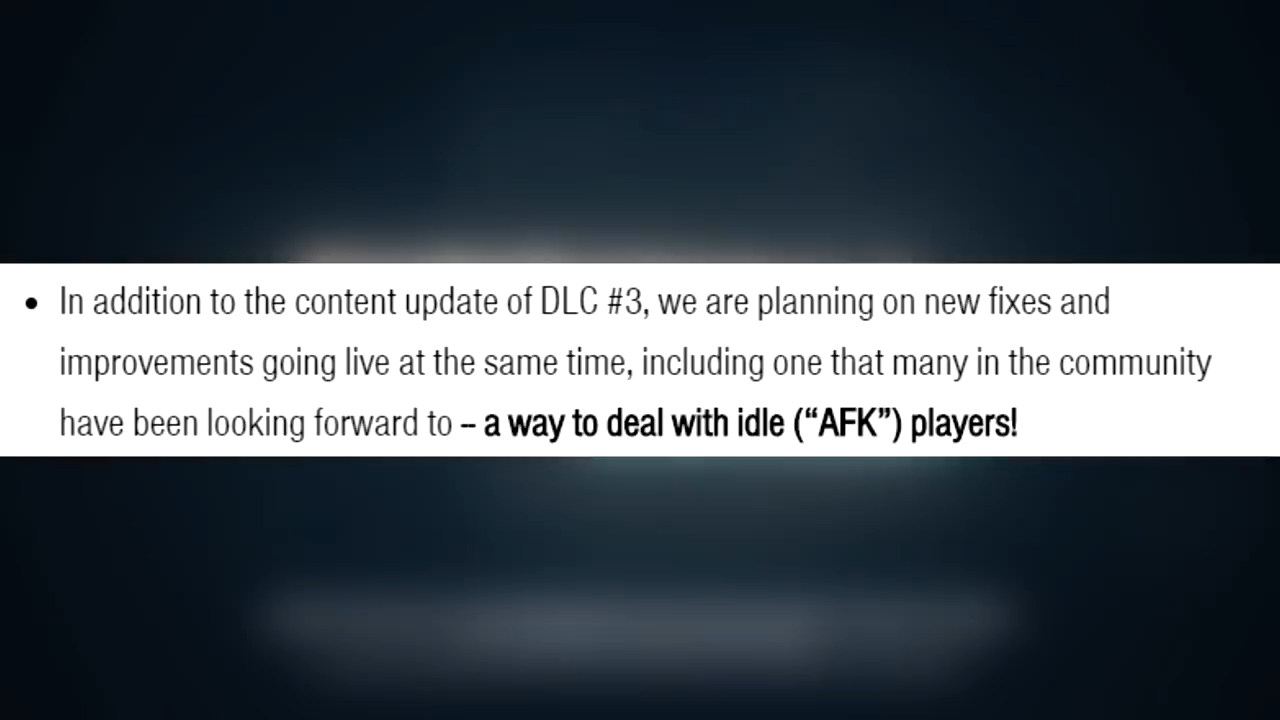 • In addition to the content update of DLC #3, we are planning on new fixes and
improvements going live at the same time, including one that many in the community
have been looking forward to – a way to deal with idle (“AFK”) players!